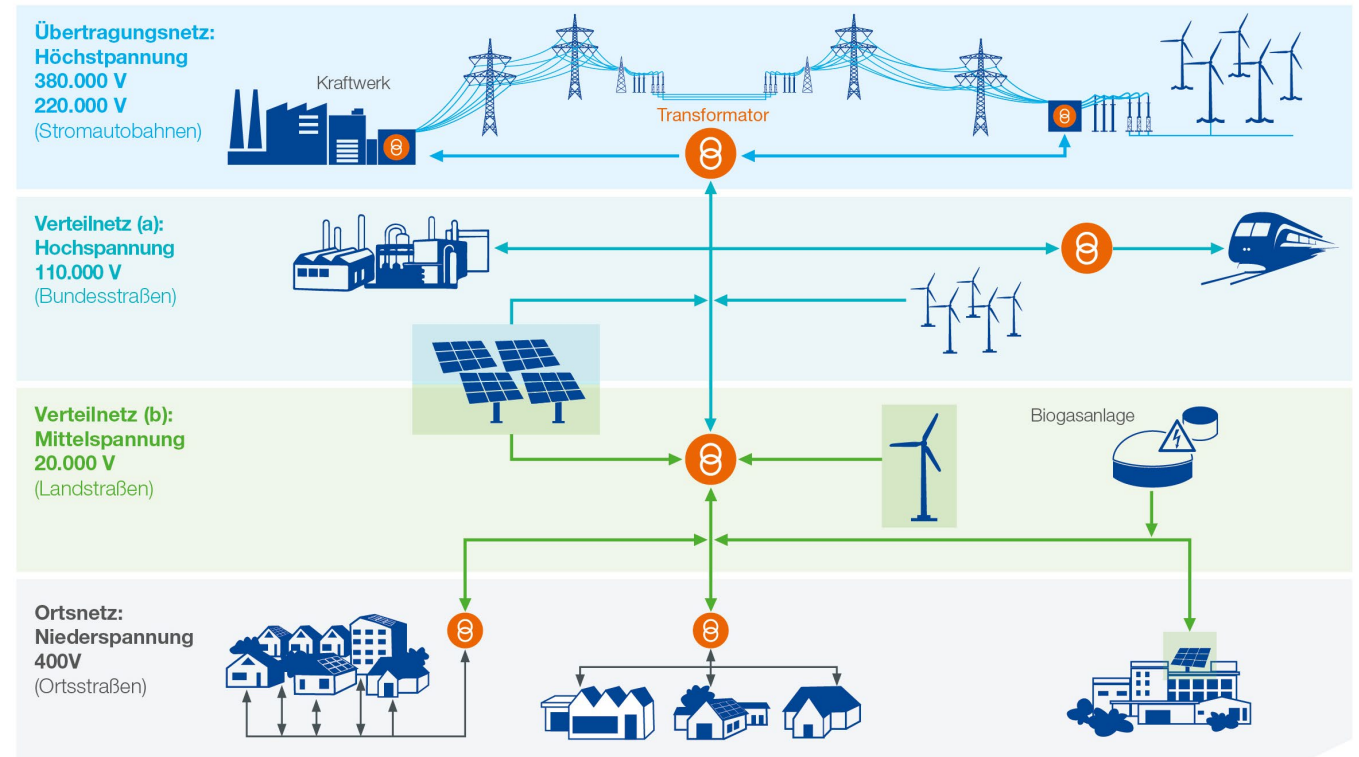 Übertragungsnetz:
Höchstpannung
380.000 V
220.000 V
(Stromautobahnen)
Kraftwerk
Transformator
Verteilnetz (a):
Hochspannung
110.000 V
(Bundesstraßen)
Verteilnetz (b):
Mittelspannung
20.000 V
(Landstraßen)
Biogasanlage
Ortsnetz:
Niederspannung
400V
(Ortsstraßen)